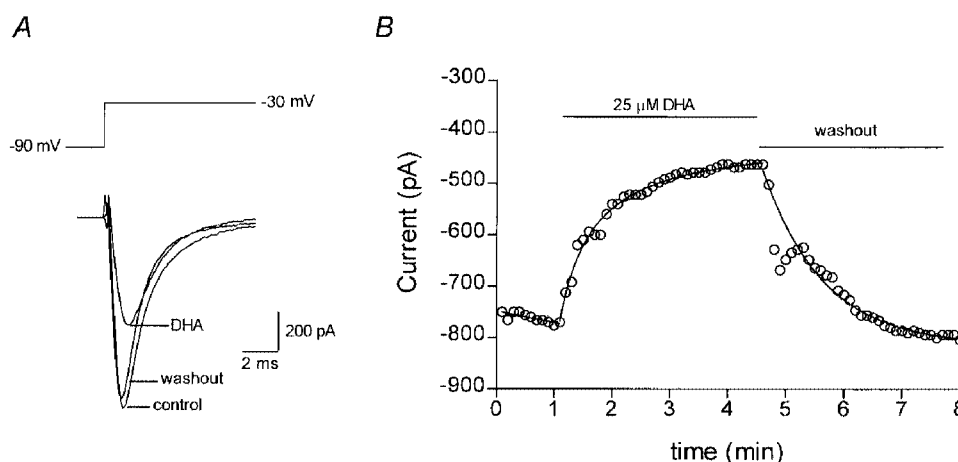 A
-30 mV
-90 mV
DHA
200 pA
2 ms
washout
control
B
-300
-400
-500
-600
-700
-800
-900
Current (pA)
25 µM DHA
washout
0 1 2 3 4 5 6 7 8
time (min)